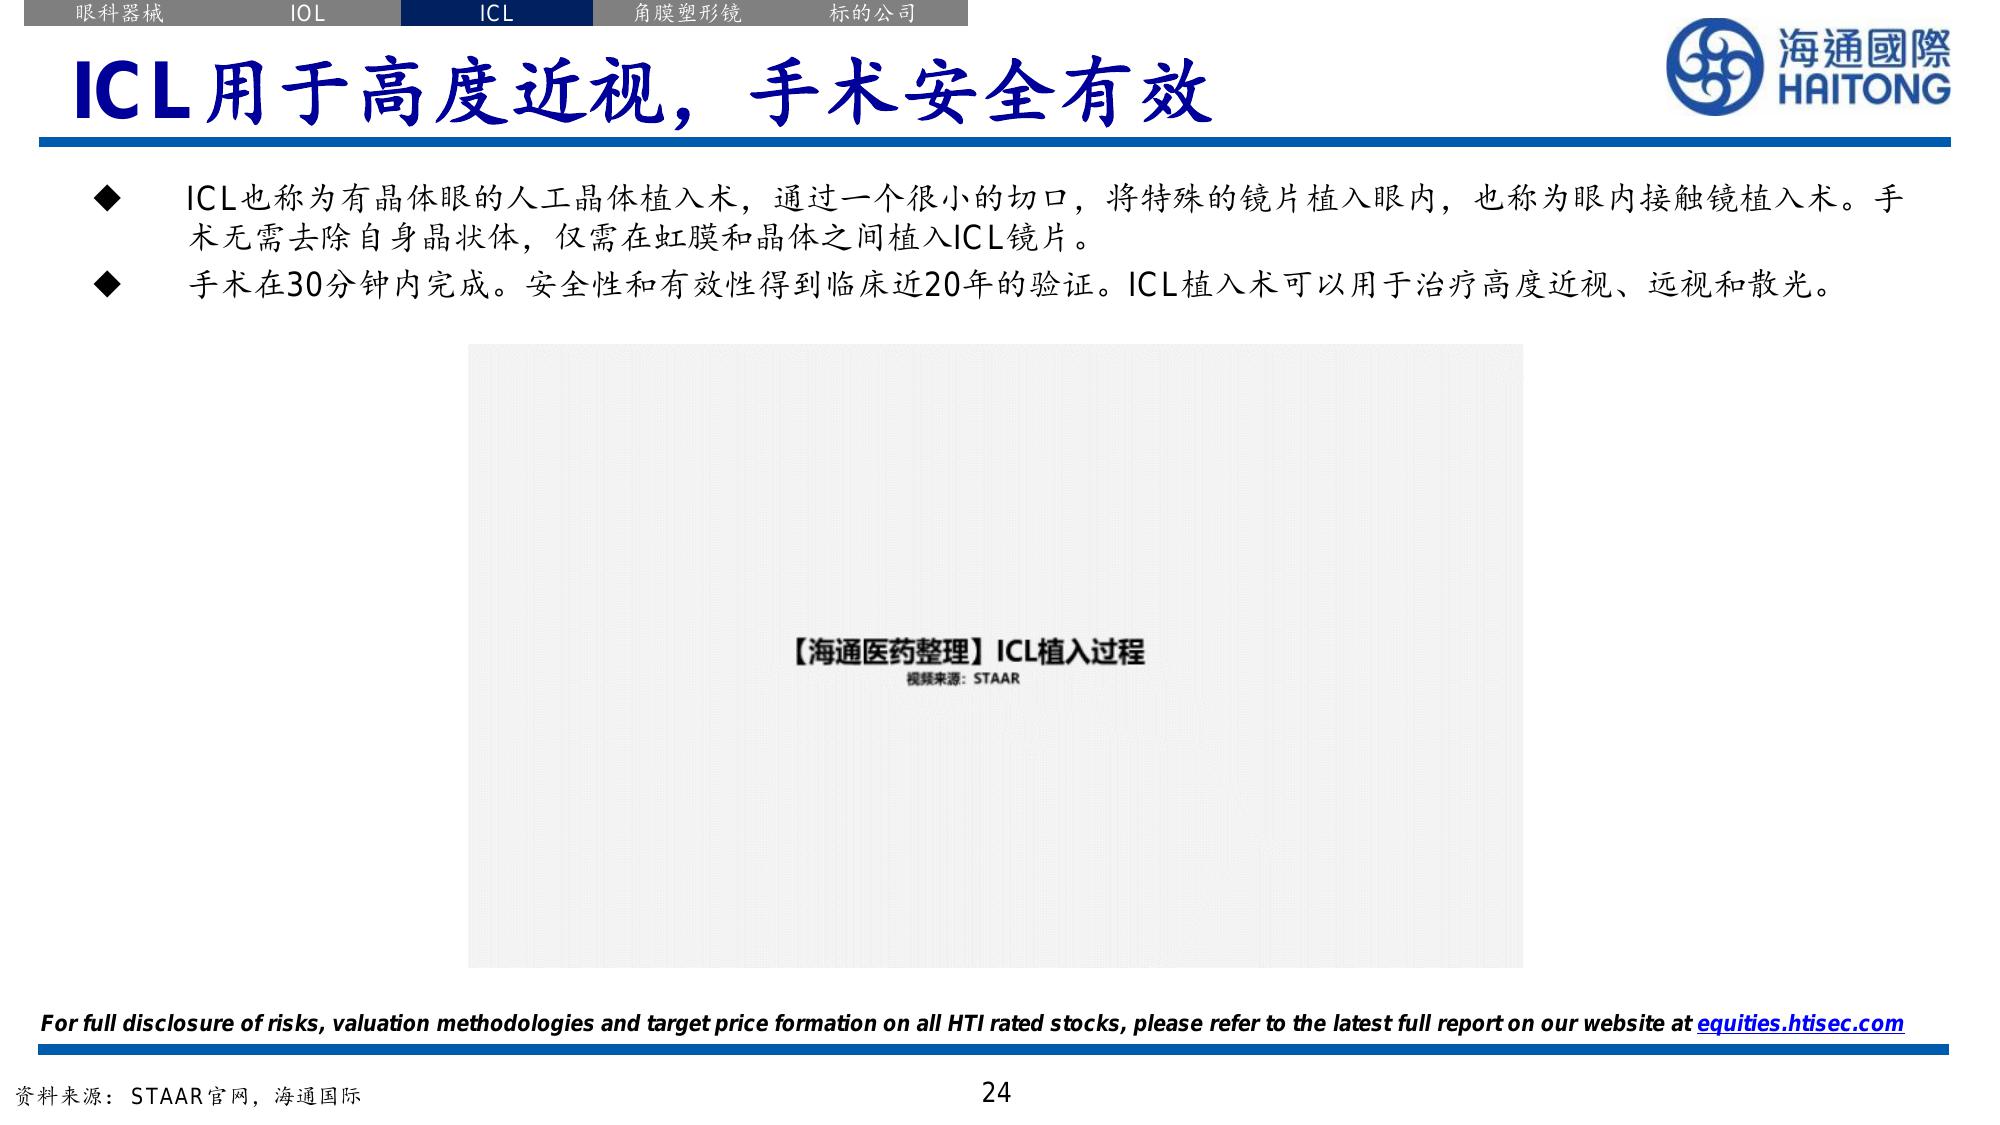 眼科器械 IOL ICL 角膜塑形镜 标的公司
海通國際
HAITONG
ICL用于高度近视，手术安全有效
◆ ICL也称为有晶体眼的人工晶体植入术，通过一个很小的切口，将特殊的镜片植入眼内，也称为眼内接触镜植入术。手
术无需去除自身晶状体，仅需在虹膜和晶体之间植入ICL镜片。
◆ 手术在30分钟内完成。安全性和有效性得到临床近20年的验证。ICL植入术可以用于治疗高度近视、远视和散光。
【海通医药整理】ICL植入过程
视频来源：STAAR
For full disclosure of risks, valuation methodologies and target price formation on all HTI rated stocks, please refer to the latest full report on our website at equities.htisec.com
资料来源：STAAR官网，海通国际
24